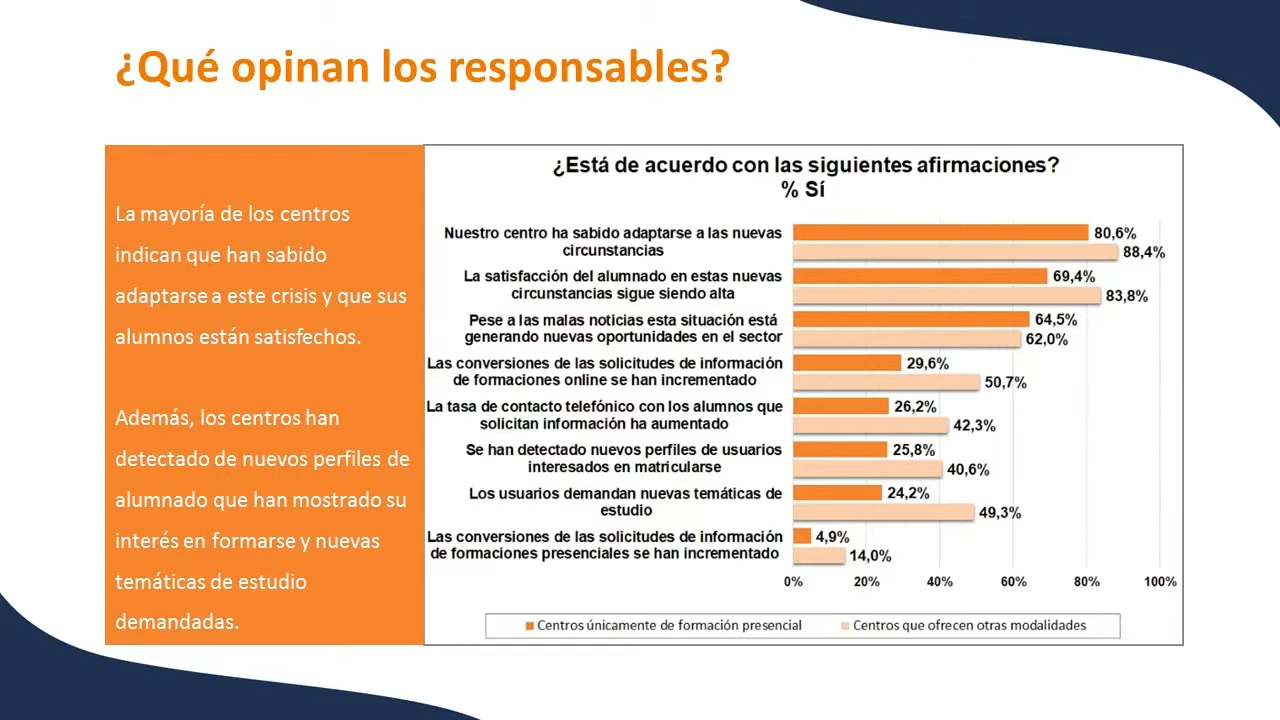 ¿Qué opinan los responsables?
La mayoría de los centros
indican que han sabido
adaptarse a este crisis y que sus
alumnos están satisfechos.
Además, los centros han
detectado de nuevos perfiles de
alumnado que han mostrado su
interés en formarse y nuevas
temáticas de estudio
demandadas.
¿Está de acuerdo con las siguientes afirmaciones?
% Sí
Nuestro centro ha sabido adaptarse a las nuevas
circunstancias
80,6%
88,4%
La satisfacción del alumnado en estas nuevas
circunstancias sigue siendo alta
69,4%
83,8%
Pese a las malas noticias esta situación está
generando nuevas oportunidades en el sector
64,5%
62,0%
Las conversiones de las solicitudes de información
de formaciones online se han incrementado
29,6%
50,7%
La tasa de contacto telefónico con los alumnos que
solicitan información ha aumentado
26,2%
42,3%
Se han detectado nuevos perfiles de usuarios
interesados en matricularse
25,8%
40,6%
Los usuarios demandan nuevas temáticas de
estudio
24,2%
49,3%
Las conversiones de las solicitudes de información
de formaciones presenciales se han incrementado
4,9%
14,0%
0% 20% 40% 60% 80% 100%
Centros únicamente de formación presencial
Centros que ofrecen otras modalidades